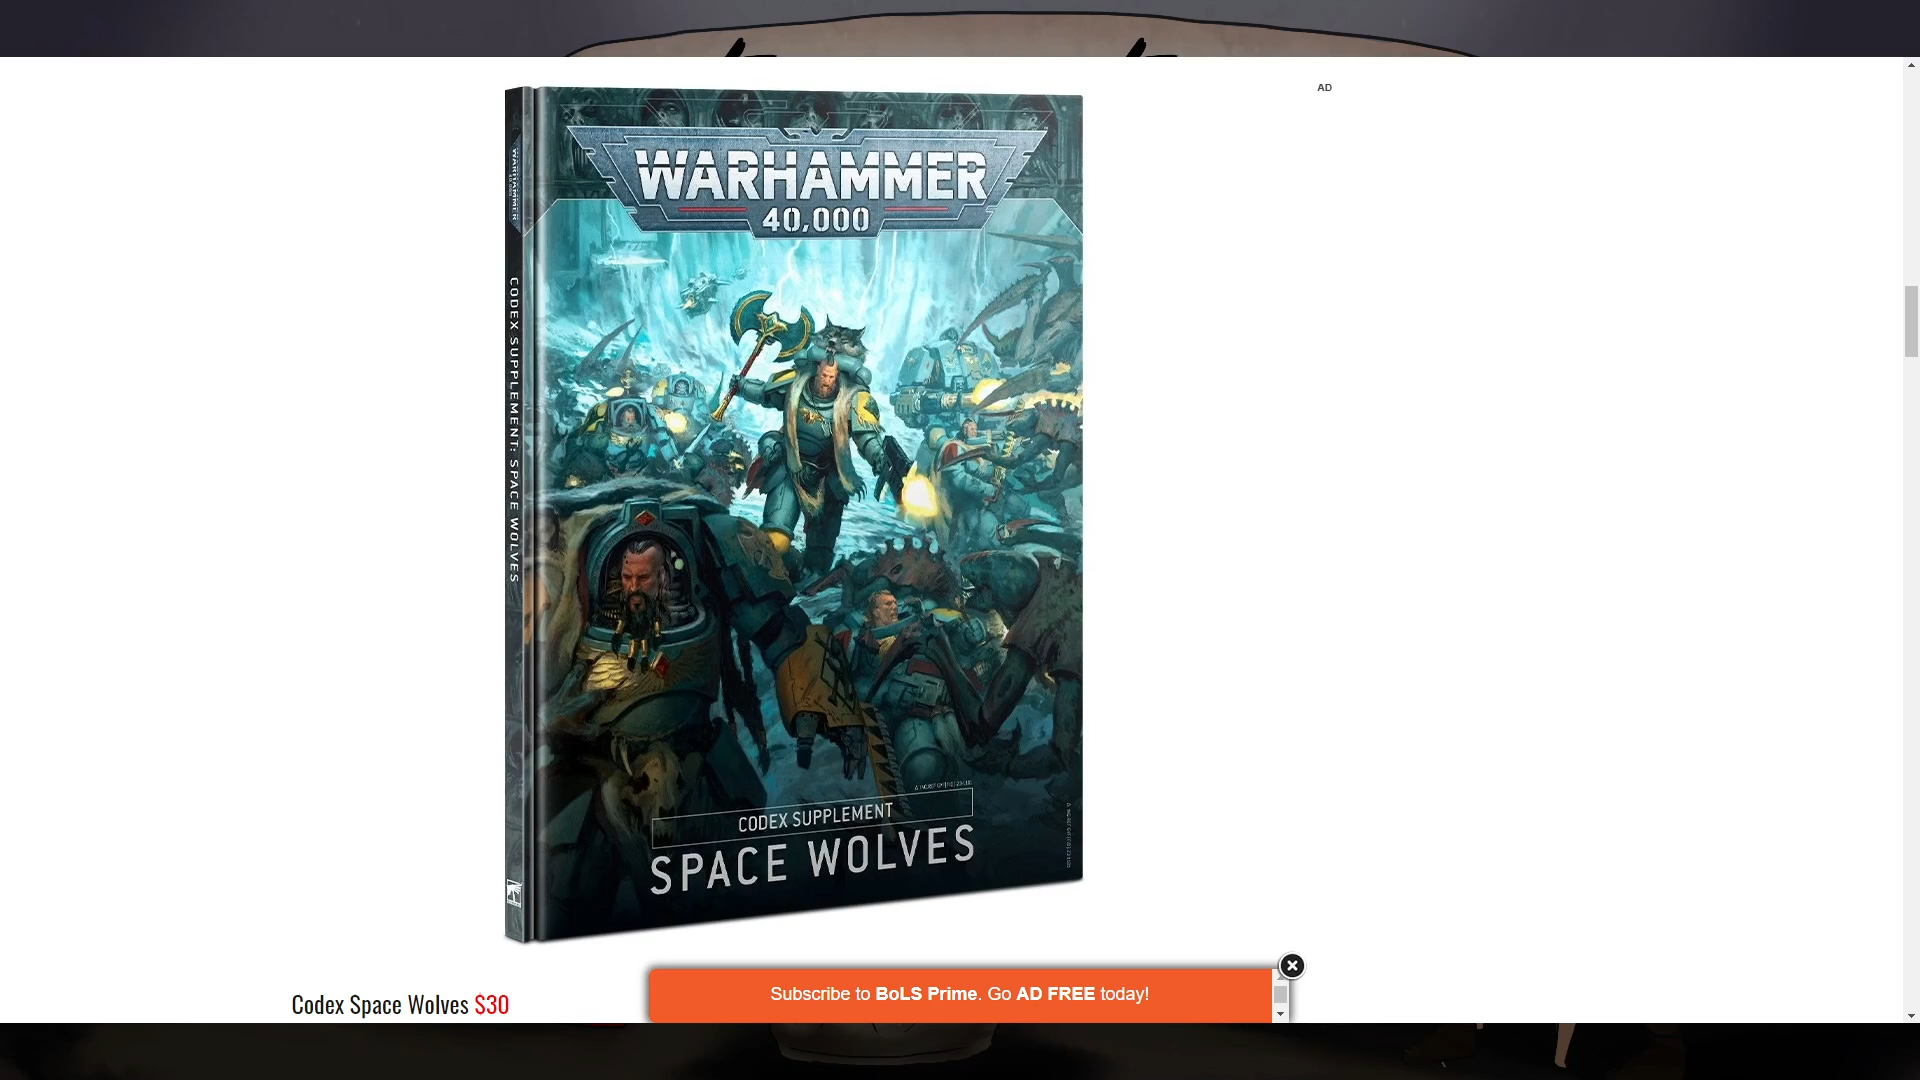 AD
WARHAMMER
40,000
WARHAMMER
CODEX SUPPLEMENT: SPACE WOLVES
CODEX SUPPLEMENT
SPACE WOLVES
Codex Space Wolves $30
Subscribe to BoLS Prime. Go AD FREE today!